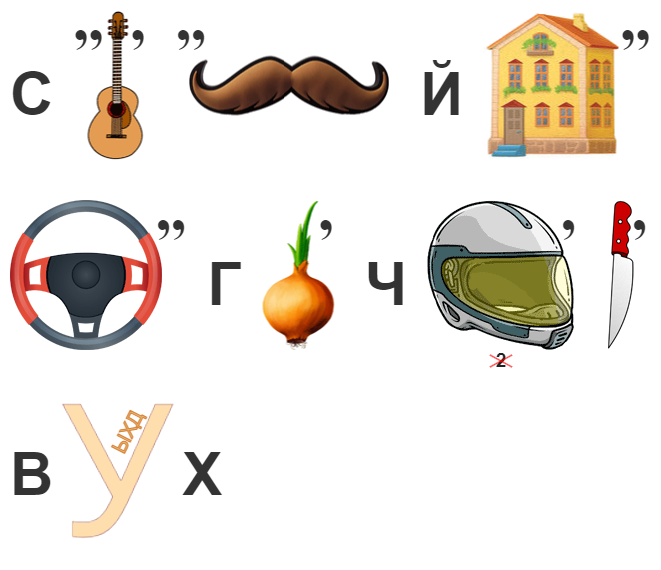 С ,, , ,, Й ,,
,, Г , Ч , ,
2
В У ЫХД Х